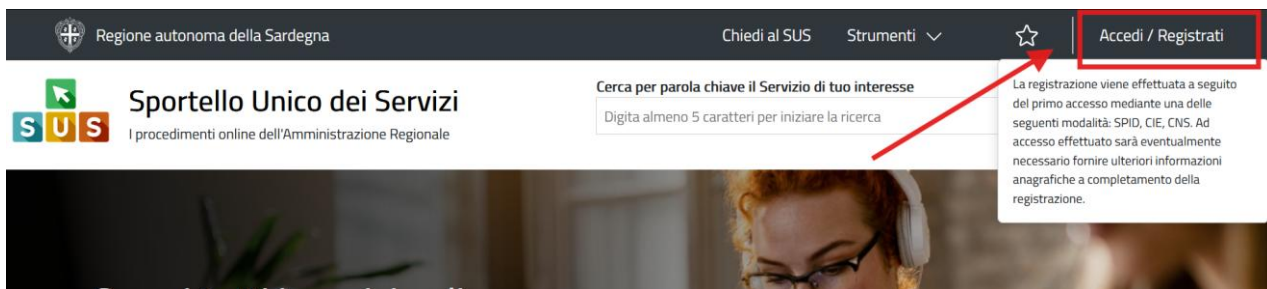 Regione autonoma della Sardegna
Chiedi al SUS
Strumenti
Accedi / Registrati
SUS
Sportello Unico dei Servizi
I procedimenti online dell'Amministrazione Regionale
Cerca per parola chiave il Servizio di tuo interesse
Digita almeno 5 caratteri per iniziare la ricerca
La registrazione viene effettuata a seguito
del primo accesso mediante una delle
seguenti modalità: SPID, CIE, CNS. Ad
accesso effettuato sarà eventualmente
necessario fornire ulteriori informazioni
anagrafiche a completamento della
registrazione.